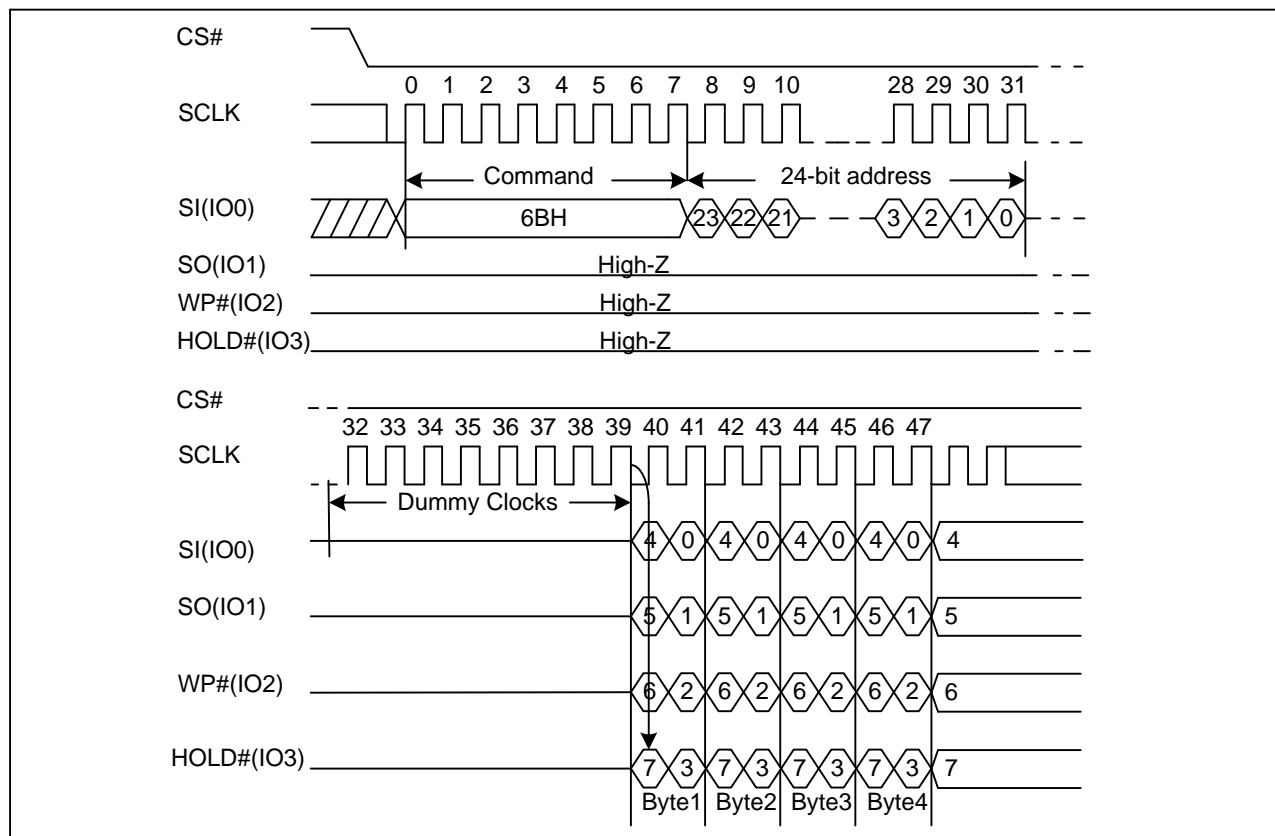 CS#
0 1 2 3 4 5 6 7 8 9 10 28 29 30 31
SCLK
Command 24-bit address
SI(IO0) 6BH 23 22 21 3 2 1 0
SO(IO1) High-Z
WP#(IO2) High-Z
HOLD#(IO3) High-Z
CS#
32 33 34 35 36 37 38 39 40 41 42 43 44 45 46 47
SCLK
Dummy Clocks
SI(IO0) 4 0 4 0 4 0 4 0 4
SO(IO1) 5 1 5 1 5 1 5 1 5
WP#(IO2) 6 2 6 2 6 2 6 2 6
HOLD#(IO3) 7 3 7 3 7 3 7 3 7
Byte1 Byte2 Byte3 Byte4